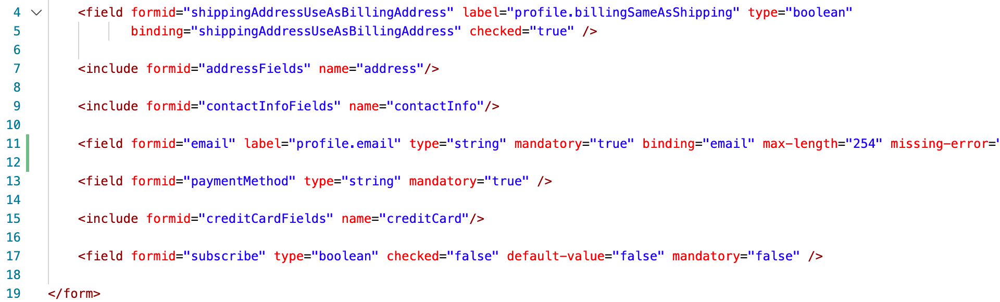 4 <field formid="shippingAddressUseAsBillingAddress" label="profile.billingSameAsShipping" type="boolean"
5 binding="shippingAddressUseAsBillingAddress" checked="true" />
6
7 <include formid="addressFields" name="address"/>
8
9 <include formid="contactInfoFields" name="contactInfo"/>
10
11 <field formid="email" label="profile.email" type="string" mandatory="true" binding="email" max-length="254" missing-error='
12
13 <field formid="paymentMethod" type="string" mandatory="true" />
14
15 <include formid="creditCardFields" name="creditCard"/>
16
17 <field formid="subscribe" type="boolean" checked="false" default-value="false" mandatory="false" />
18
19 </form>